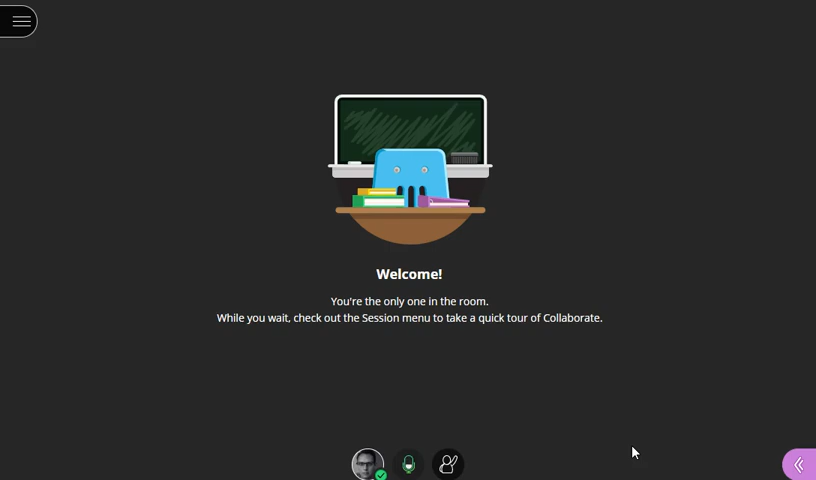 Welcome!
You're the only one in the room.
While you wait, check out the Session menu to take a quick tour of Collaborate.